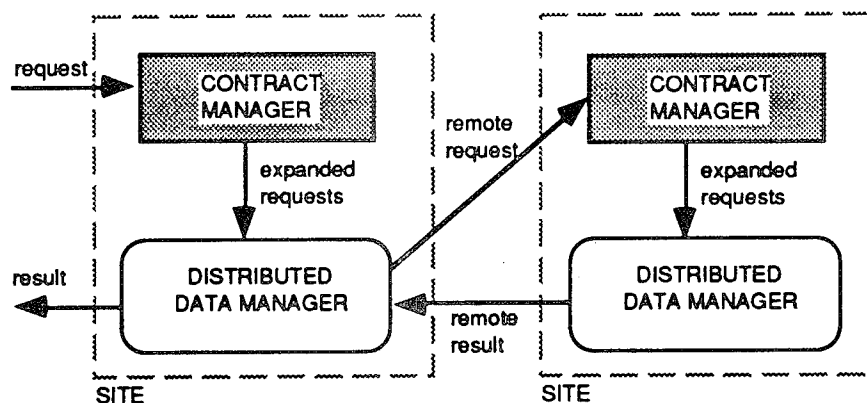 request
CONTRACT
MANAGER
expanded
requests
DISTRIBUTED
DATA MANAGER
result
SITE
remote
request
remote
result
CONTRACT
MANAGER
expanded
requests
DISTRIBUTED
DATA MANAGER
SITE